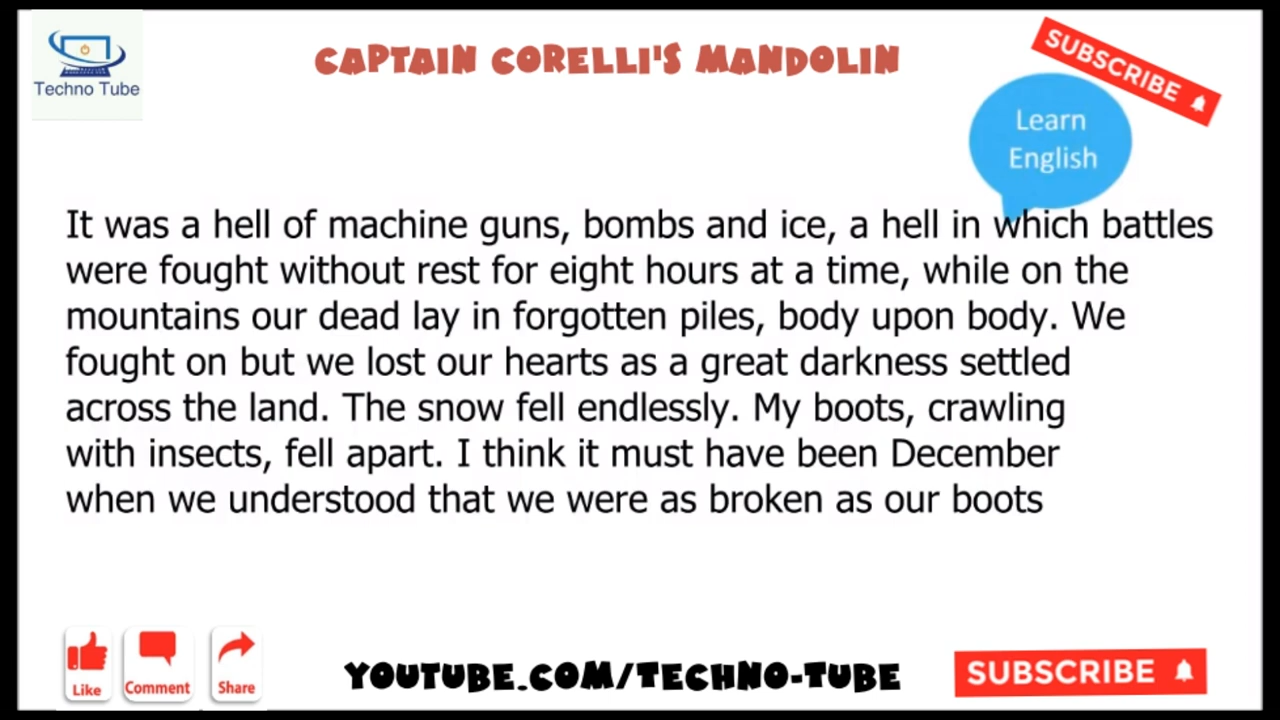 Techno Tube
CAPTAIN CORELLI'S MANDOLIN
SUBSCRIBE
Learn
English
It was a hell of machine guns, bombs and ice, a hell in which battles
were fought without rest for eight hours at a time, while on the
mountains our dead lay in forgotten piles, body upon body. We
fought on but we lost our hearts as a great darkness settled
across the land. The snow fell endlessly. My boots, crawling
with insects, fell apart. I think it must have been December
when we understood that we were as broken as our boots
Like
Comment
Share
YOUTUBE.COM/TECHNO-TUBE
SUBSCRIBE